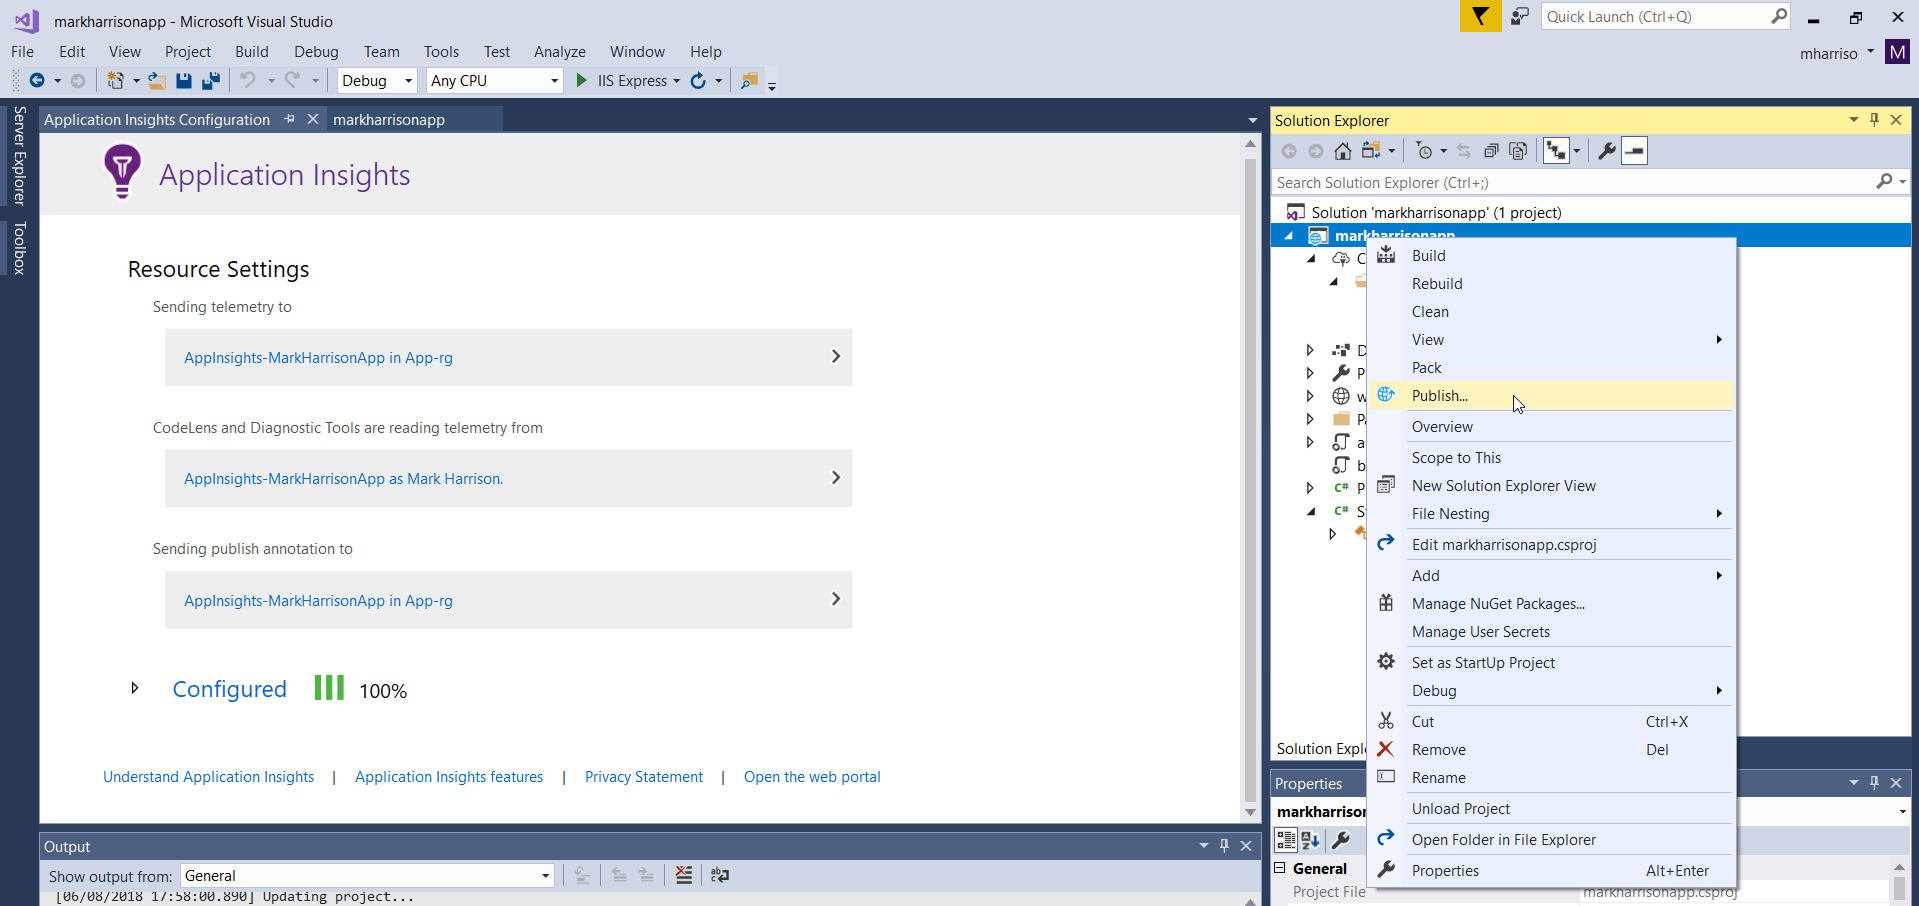 markharrisonapp - Microsoft Visual Studio
Quick Launch (Ctrl+Q)
File Edit View Project Build Debug Team Tools Test Analyze Window Help
mharriso M
Debug Any CPU IIS Express
Server Explorer
Toolbox
Application Insights Configuration markharrisonapp
Application Insights
Resource Settings
Sending telemetry to
AppInsights-MarkHarrisonApp in App-rg
CodeLens and Diagnostic Tools are reading telemetry from
AppInsights-MarkHarrisonApp as Mark Harrison.
Sending publish annotation to
AppInsights-MarkHarrisonApp in App-rg
Configured 100%
Understand Application Insights | Application Insights features | Privacy Statement | Open the web portal
Output
Show output from: General
[06/08/2018 17:58:00.890] Updating project...
Solution Explorer
Search Solution Explorer (Ctrl+;)
Solution 'markharrisonapp' (1 project)
markharrisonapp
C
D
P
w
Pa
a
b
C# P
C# S
Build
Rebuild
Clean
View
Pack
Publish...
Overview
Scope to This
New Solution Explorer View
File Nesting
Edit markharrisonapp.csproj
Add
Manage NuGet Packages...
Manage User Secrets
Set as StartUp Project
Debug
Cut Ctrl+X
Remove Del
Rename
Unload Project
Open Folder in File Explorer
Properties Alt+Enter
Solution Expl
Properties
markharrison
General
Project File markharrisonapp.csproj